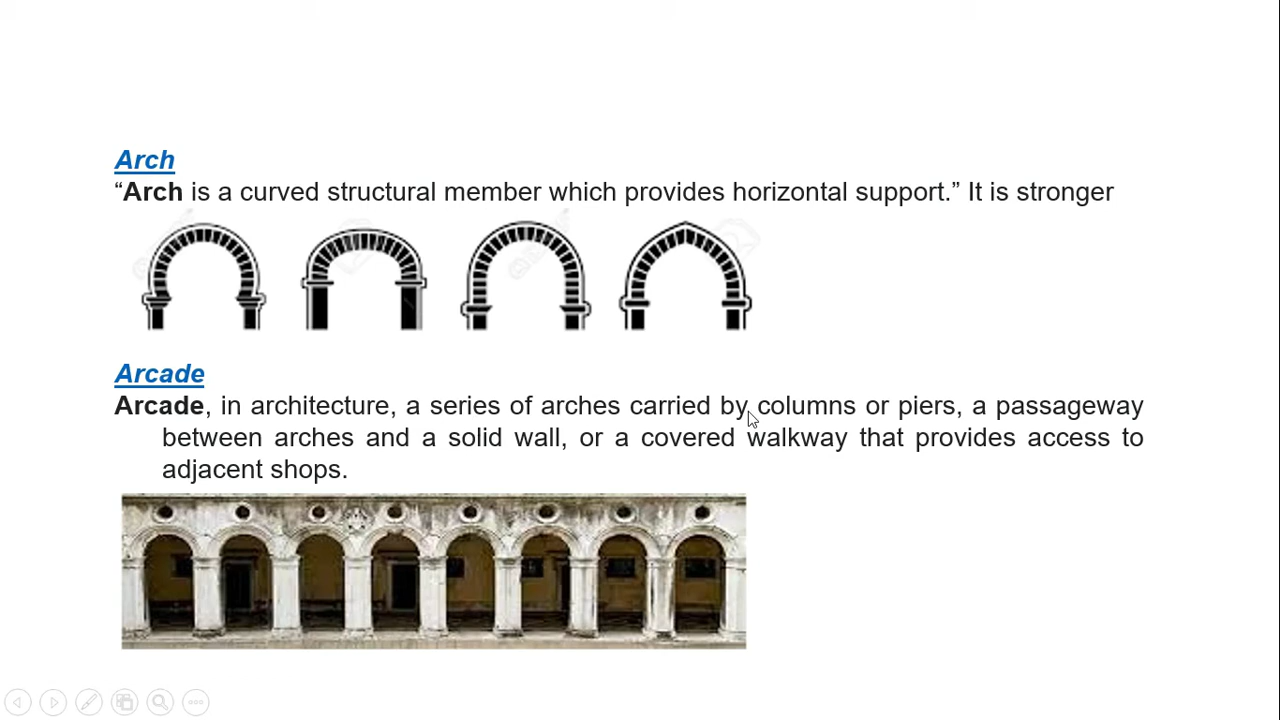 Arch
“Arch is a curved structural member which provides horizontal support.” It is stronger
Arcade
Arcade, in architecture, a series of arches carried by columns or piers, a passageway
between arches and a solid wall, or a covered walkway that provides access to
adjacent shops.